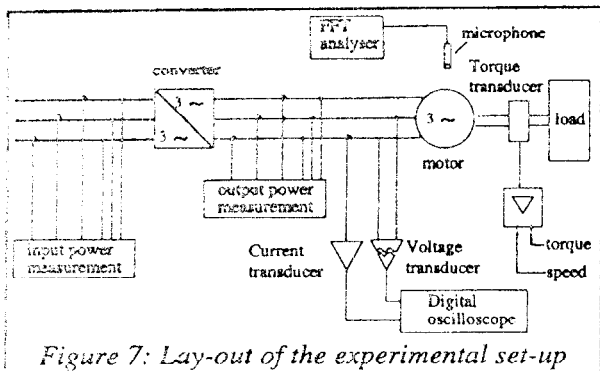 FFT
analyser
microphone
converter
Torque
transducer
3 ~
3 ~
3 ~
load
motor
output power
measurement
input power
measurement
Current
transducer
Voltage
transducer
torque
speed
Digital
oscilloscope
Figure 7: Lay-out of the experimental set-up